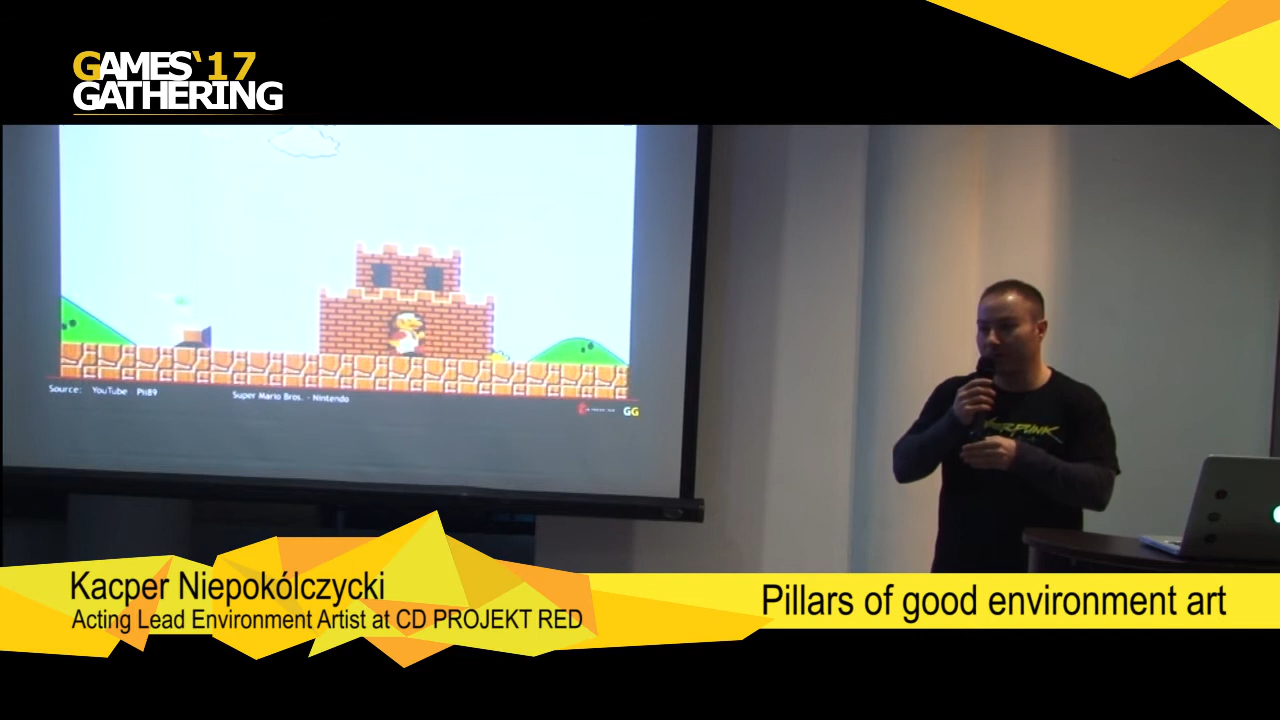 GAMES‘17
GATHERING
Source: YouTube Pn89
Super Mario Bros. - Nintendo
GG
Kacper Niepokólczycki
Acting Lead Environment Artist at CD PROJEKT RED
Pillars of good environment art